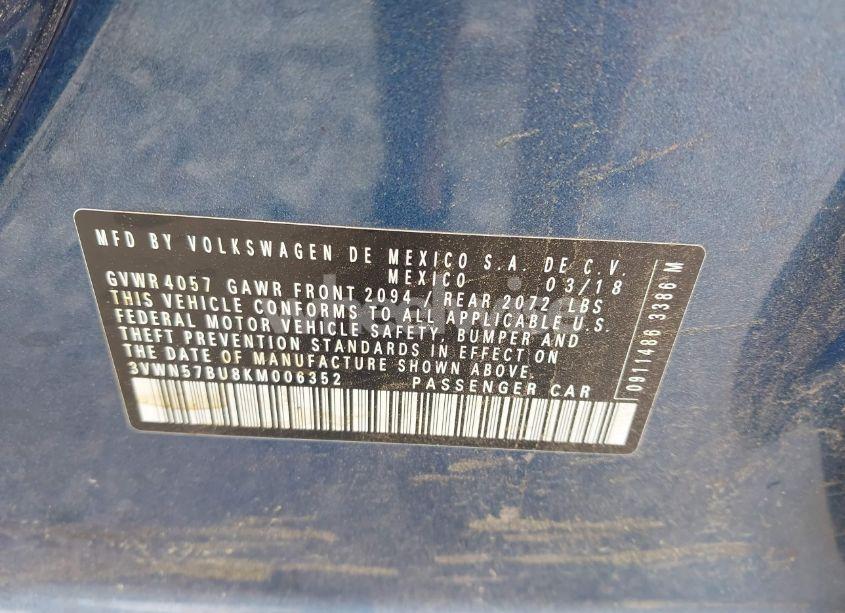 MFD BY VOLKSWAGEN DE MEXICO S.A. DE C.V.
MEXICO 03/18
GVWR 4057 GAWR FRONT 2094 / REAR 2072 LBS
THIS VEHICLE CONFORMS TO ALL APPLICABLE U.S.
FEDERAL MOTOR VEHICLE SAFETY, BUMPER AND
THEFT PREVENTION STANDARDS IN EFFECT ON
THE DATE OF MANUFACTURE SHOWN ABOVE.
3VWN57BU8KM006352 PASSENGER CAR
0911486 3386 M